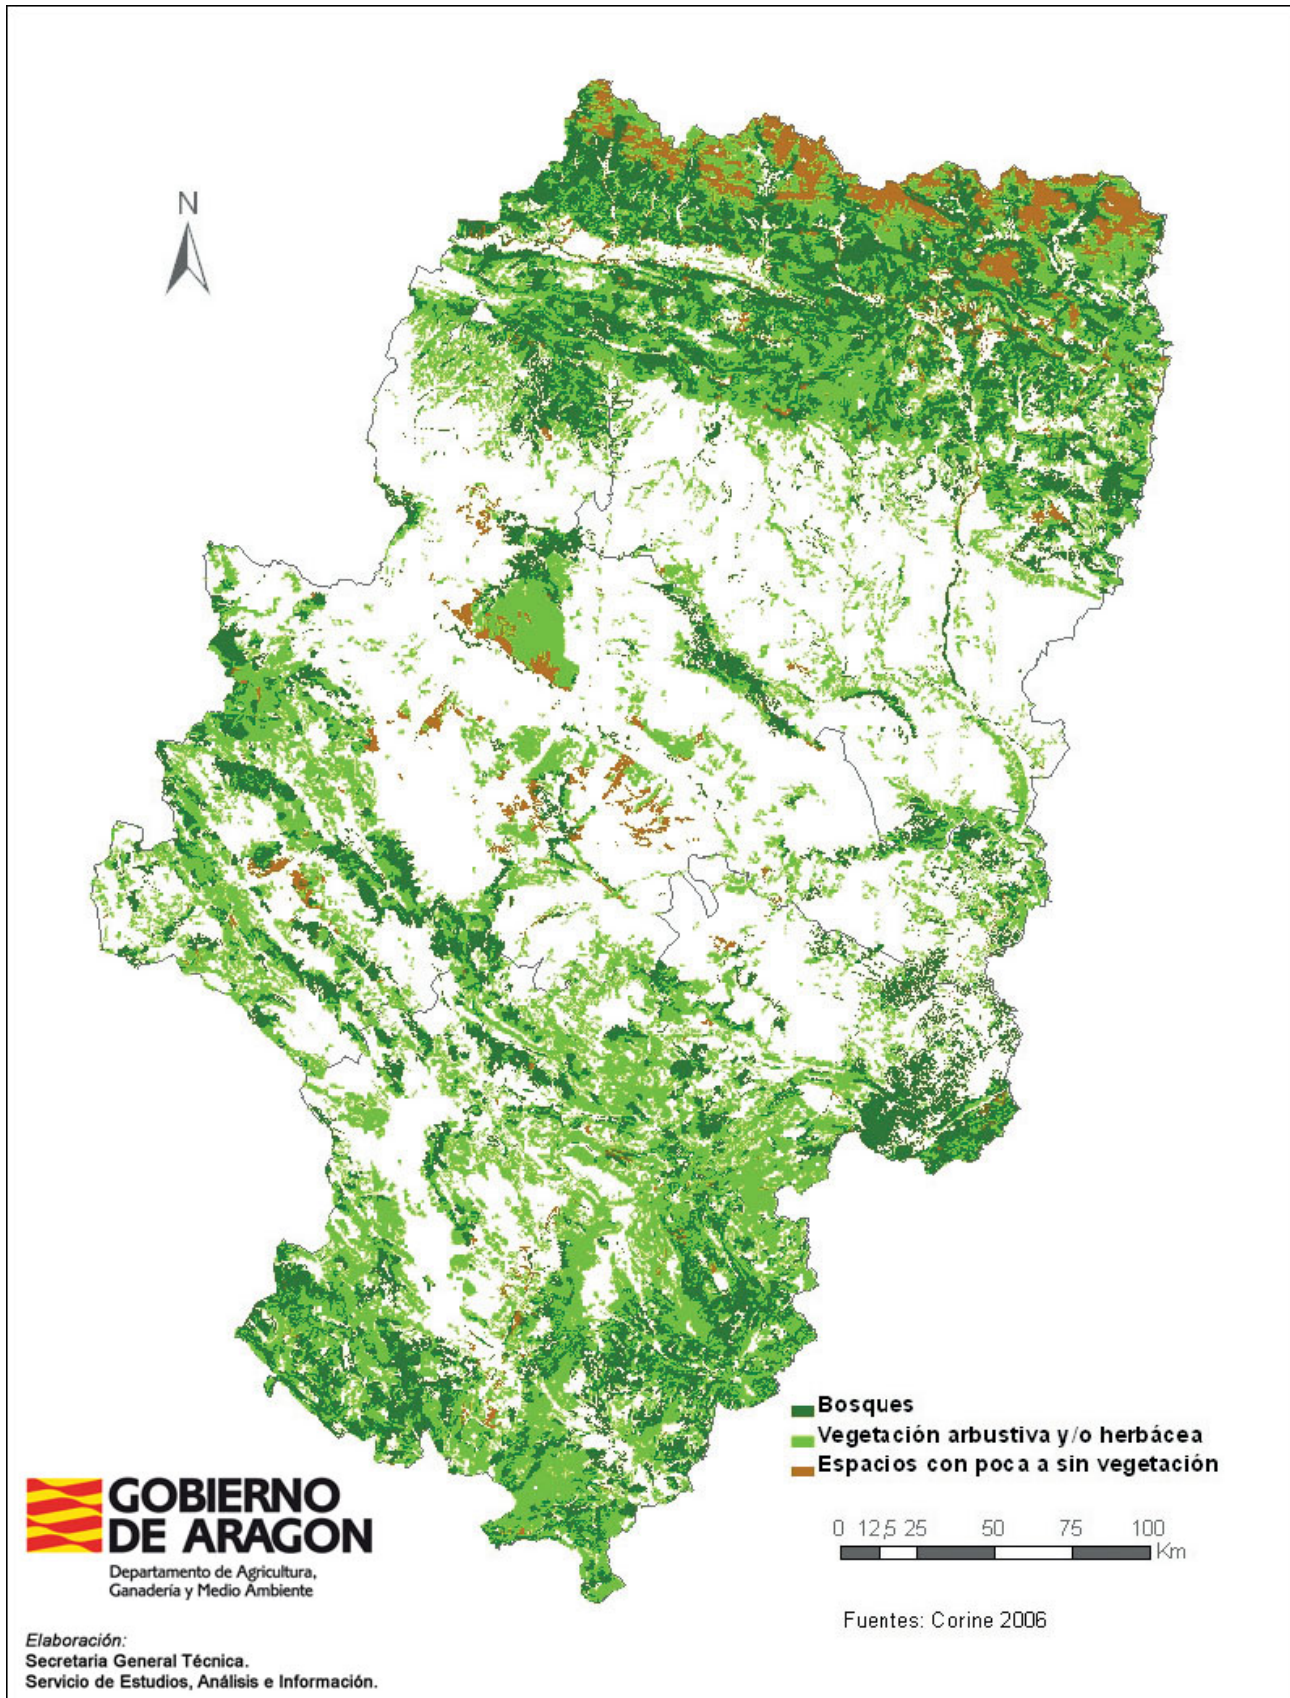 N
Bosques
Vegetación arbustiva y/o herbácea
Espacios con poca a sin vegetación
GOBIERNO
DE ARAGON
Departamento de Agricultura,
Ganadería y Medio Ambiente
0 12,5 25 50 75 100
Km
Fuentes: Corine 2006
Elaboración:
Secretaria General Técnica.
Servicio de Estudios, Análisis e Información.